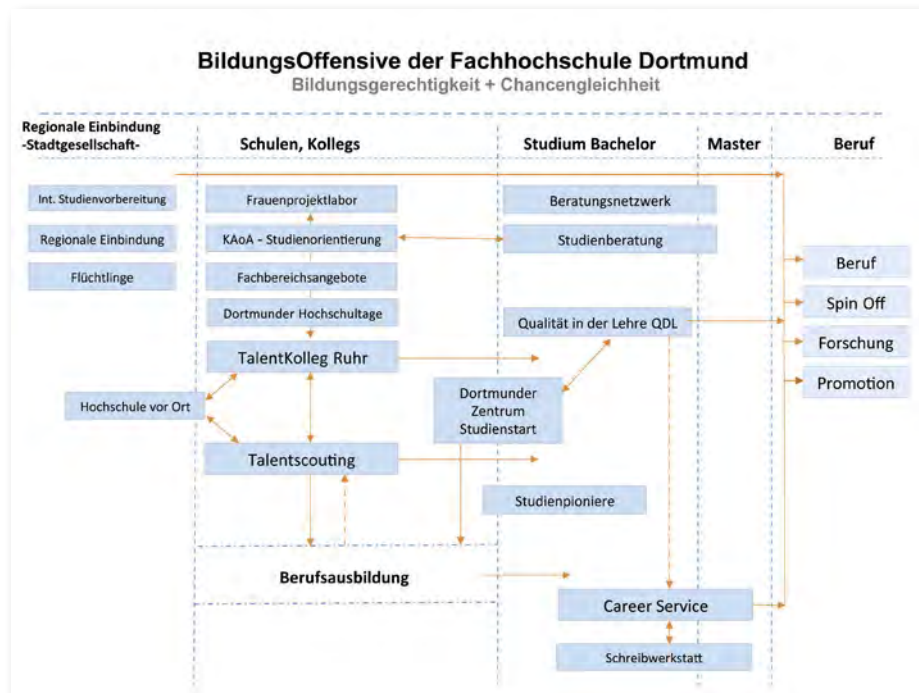 BildungsOffensive der Fachhochschule Dortmund
Bildungsgerechtigkeit + Chancengleichheit
Regionale Einbindung
-Stadtgesellschaft-
Schulen, Kollegs
Studium Bachelor
Master
Beruf
Int. Studienvorbereitung
Frauenprojektlabor
Beratungsnetzwerk
Regionale Einbindung
KAoA - Studienorientierung
Studienberatung
Flüchtlinge
Fachbereichsangebote
Beruf
Dortmunder Hochschultage
Qualität in der Lehre QDL
Spin Off
TalentKolleg Ruhr
Forschung
Hochschule vor Ort
Dortmunder
Zentrum
Studienstart
Promotion
Talentscouting
Studienpioniere
Berufsausbildung
Career Service
Schreibwerkstatt